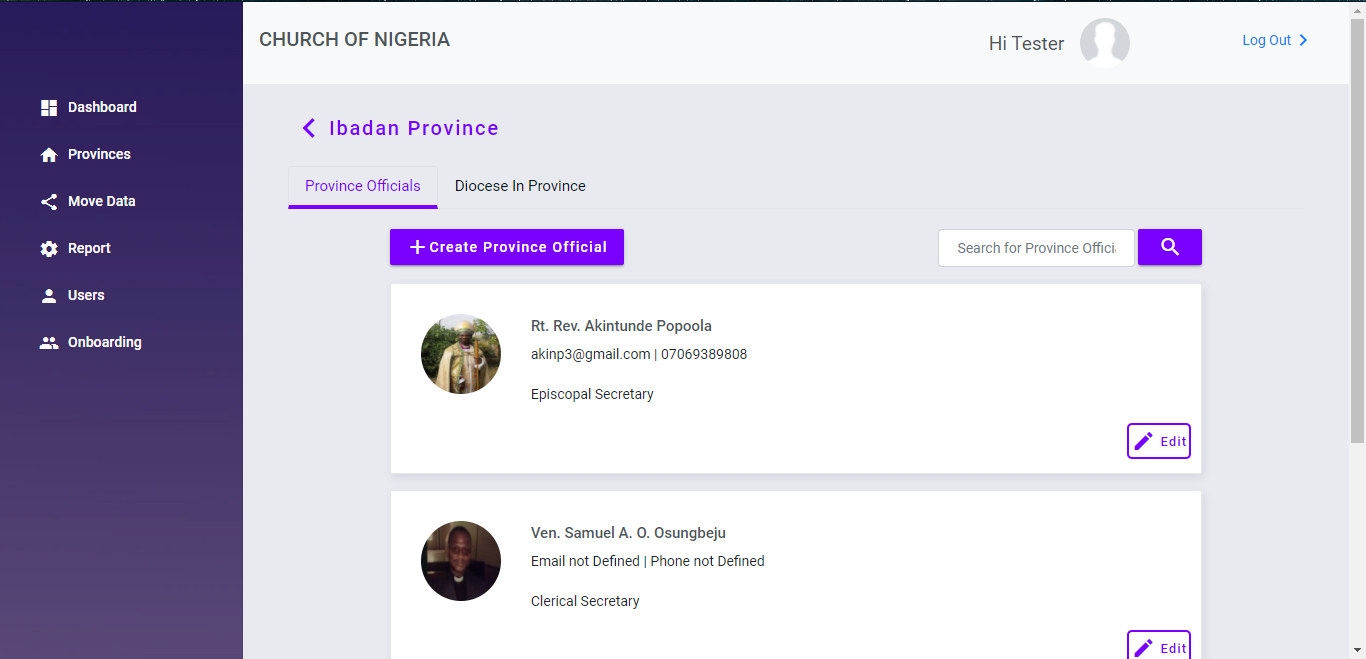 CHURCH OF NIGERIA
Hi Tester
Log Out
Dashboard
Provinces
Move Data
Report
Users
Onboarding
Ibadan Province
Province Officials
Diocese In Province
Create Province Official
Search for Province Offici
Rt. Rev. Akintunde Popoola
akinp3@gmail.com | 07069389808
Episcopal Secretary
Edit
Ven. Samuel A. O. Osungbeju
Email not Defined | Phone not Defined
Clerical Secretary
Edit